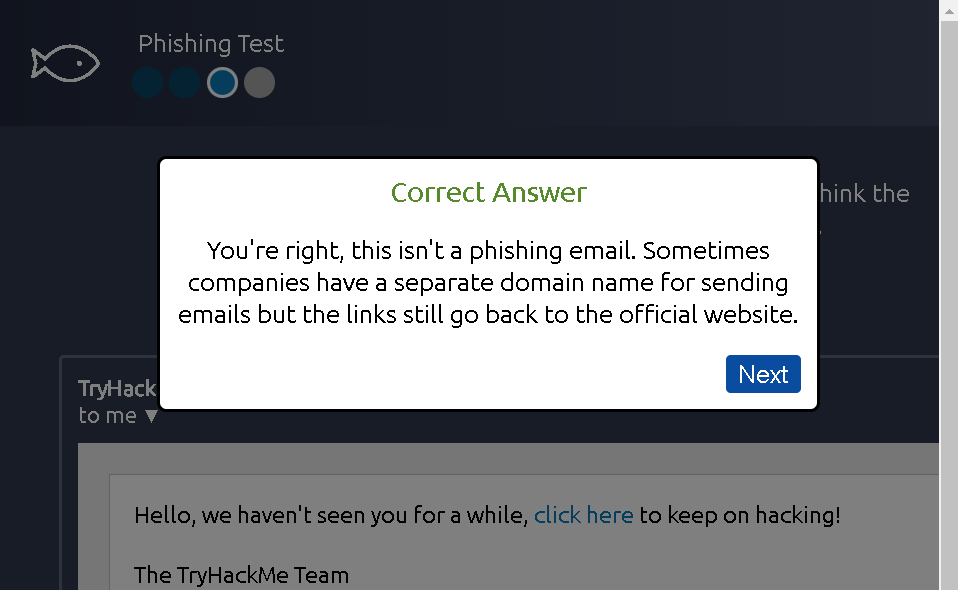 Phishing Test
hink the
Correct Answer
You're right, this isn't a phishing email. Sometimes
companies have a separate domain name for sending
emails but the links still go back to the official website.
Next
TryHack
to me ▼
Hello, we haven't seen you for a while, click here to keep on hacking!
The TryHackMe Team